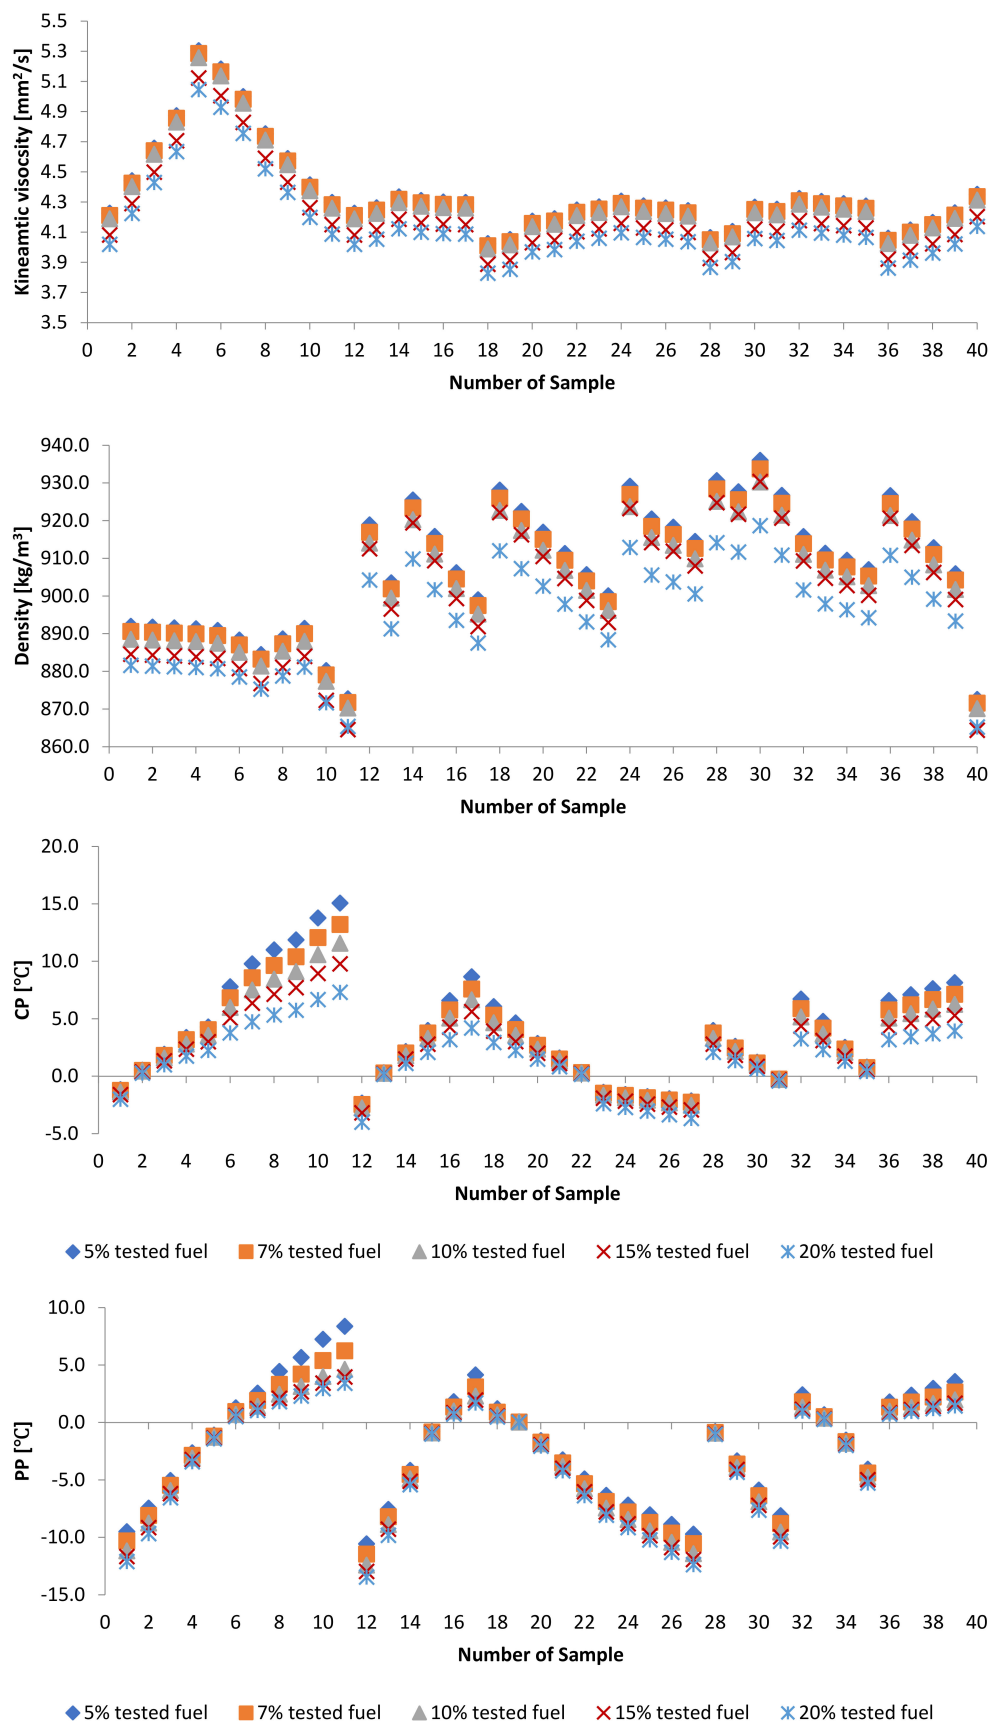 5.5
5.3
5.1
4.9
4.7
4.5
4.3
4.1
3.9
3.7
3.5
Kineamtic visocsity [mm²/s]
0 2 4 6 8 10 12 14 16 18 20 22 24 26 28 30 32 34 36 38 40
Number of Sample
940.0
930.0
920.0
910.0
900.0
890.0
880.0
870.0
860.0
Density [kg/m³]
0 2 4 6 8 10 12 14 16 18 20 22 24 26 28 30 32 34 36 38 40
Number of Sample
20.0
15.0
10.0
5.0
0.0
-5.0
CP [℃]
0 2 4 6 8 10 12 14 16 18 20 22 24 26 28 30 32 34 36 38 40
Number of Sample
5% tested fuel 7% tested fuel 10% tested fuel 15% tested fuel 20% tested fuel
10.0
5.0
0.0
-5.0
-10.0
-15.0
PP [℃]
0 2 4 6 8 10 12 14 16 18 20 22 24 26 28 30 32 34 36 38 40
Number of Sample
5% tested fuel 7% tested fuel 10% tested fuel 15% tested fuel 20% tested fuel